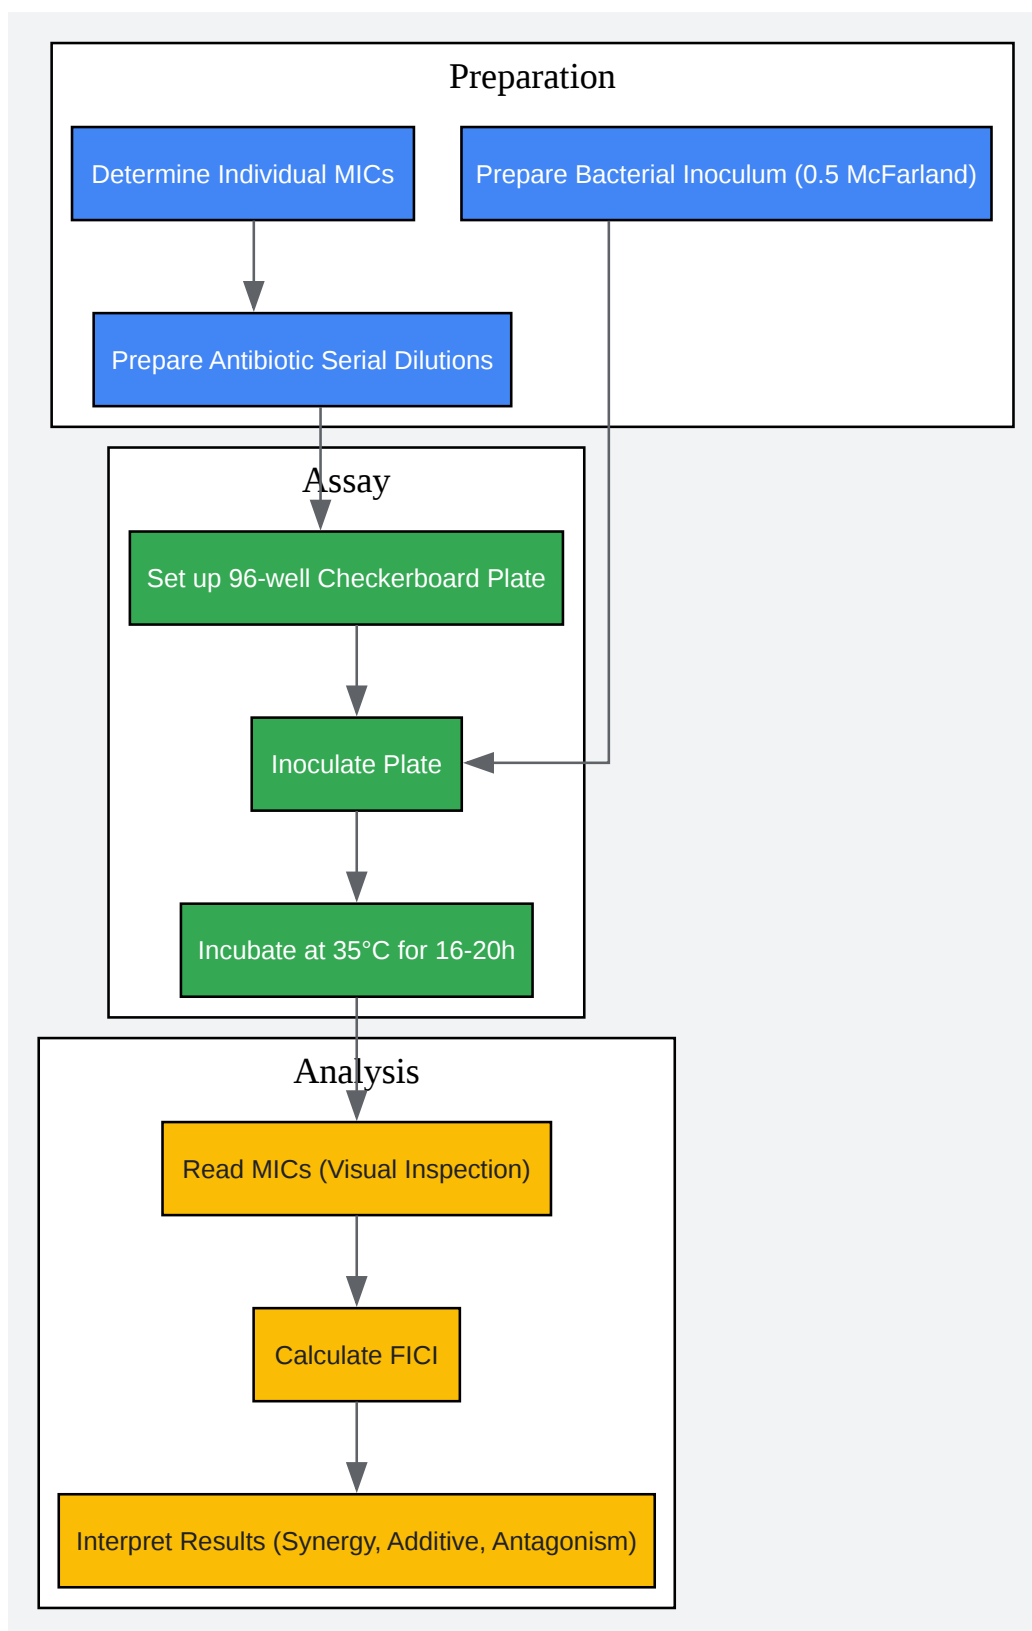 Preparation
Determine Individual MICs
Prepare Bacterial Inoculum (0.5 McFarland)
Prepare Antibiotic Serial Dilutions
Assay
Set up 96-well Checkerboard Plate
Inoculate Plate
Incubate at 35°C for 16-20h
Analysis
Read MICs (Visual Inspection)
Calculate FICI
Interpret Results (Synergy, Additive, Antagonism)